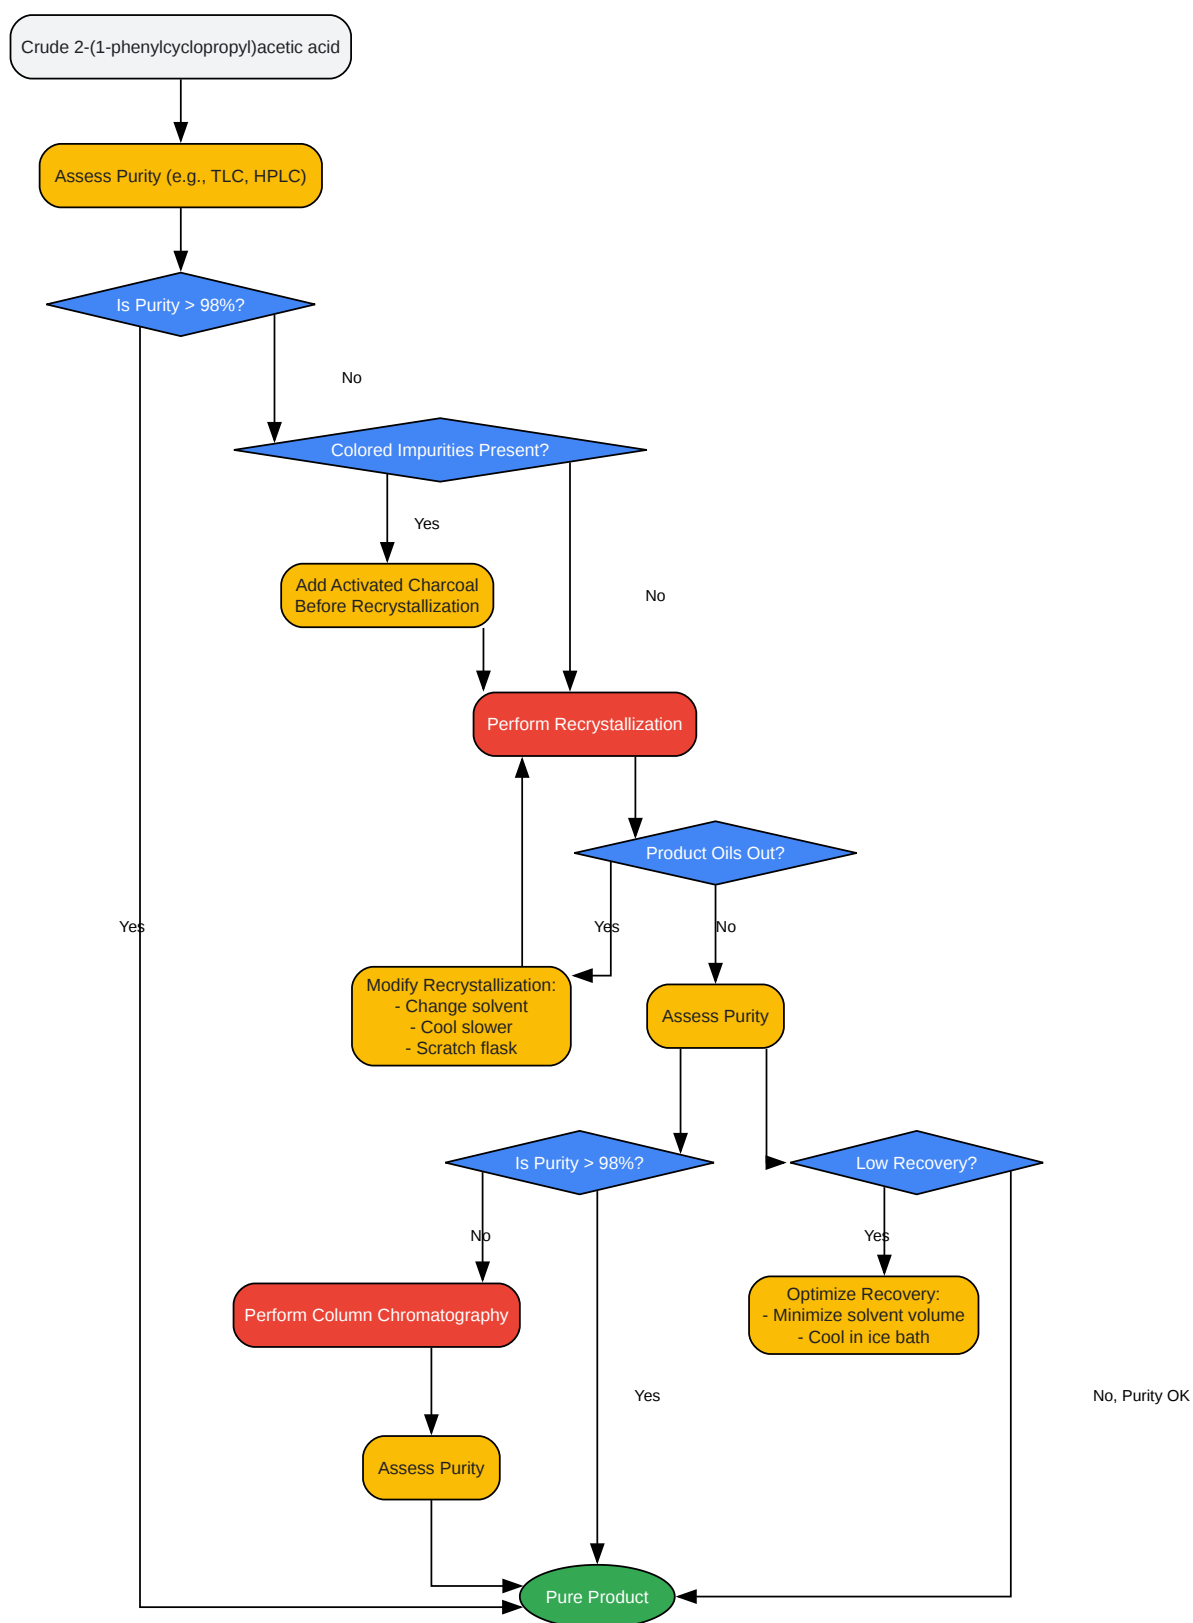 Crude 2-(1-phenylcyclopropyl)acetic acid
Assess Purity (e.g., TLC, HPLC)
Is Purity > 98%?
No
Colored Impurities Present?
Yes
Add Activated Charcoal
Before Recrystallization
No
Perform Recrystallization
Product Oils Out?
Yes
Yes
No
Modify Recrystallization:
- Change solvent
- Cool slower
- Scratch flask
Assess Purity
Is Purity > 98%?
Low Recovery?
No
Yes
Perform Column Chromatography
Optimize Recovery:
- Minimize solvent volume
- Cool in ice bath
Yes
No, Purity OK
Assess Purity
Pure Product